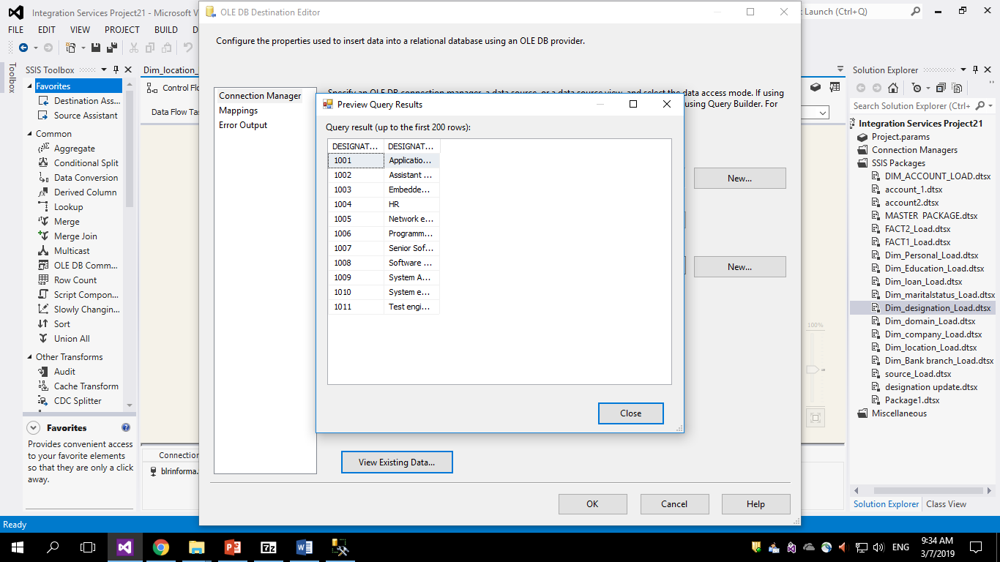 Integration Services Project21 - Microsoft V
OLE DB Destination Editor
Launch (Ctrl+Q)
FILE EDIT VIEW PROJECT BUILD D
Configure the properties used to insert data into a relational database using an OLE DB provider.
Toolbox
SSIS Toolbox
Favorites
Destination Ass...
Source Assistant
Common
Aggregate
Conditional Split
Data Conversion
Derived Column
Lookup
Merge
Merge Join
Multicast
OLE DB Comm...
Row Count
Script Compon...
Slowly Changin...
Sort
Union All
Other Transforms
Audit
Cache Transform
CDC Splitter
Favorites
Provides convenient access
to your favorite elements
so that they are only a click
away.
Dim_location_
Control Flo
Data Flow Tas
Connection
blrinforma.
Connection Manager
Mappings
Error Output
Specify an OLE DB connection manager, a data source, or a data source view, and select the data access mode. If using
using Query Builder. For
New...
New...
Preview Query Results
Query result (up to the first 200 rows):
DESIGNAT... DESIGNAT...
1001 Applicatio...
1002 Assistant ...
1003 Embedde...
1004 HR
1005 Network e...
1006 Programm...
1007 Senior Sof...
1008 Software ...
1009 System A...
1010 System e...
1011 Test engi...
Close
View Existing Data...
OK Cancel Help
100%
Solution Explorer
Search Solution Explorer (Ctrl+
Integration Services Project21
Project.params
Connection Managers
SSIS Packages
DIM_ACCOUNT_LOAD.dtsx
account_1.dtsx
account2.dtsx
MASTER PACKAGE.dtsx
FACT2_Load.dtsx
FACT1_Load.dtsx
Dim_Personal_Load.dtsx
Dim_Education_Load.dtsx
Dim_loan_Load.dtsx
Dim_maritalstatus_Load.dtsx
Dim_designation_Load.dtsx
Dim_domain_Load.dtsx
Dim_company_Load.dtsx
Dim_location_Load.dtsx
Dim_Bank branch_Load.dtsx
source_Load.dtsx
designation update.dtsx
Package1.dtsx
Miscellaneous
Solution Explorer Class View
Ready
ENG
9:34 AM
3/7/2019